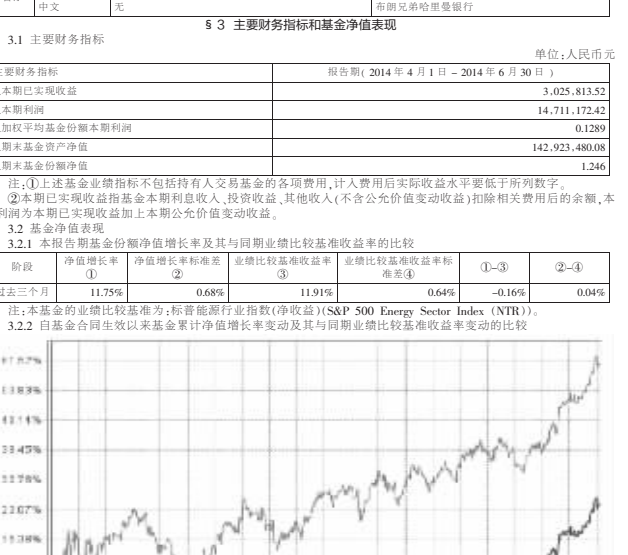 中文 无 布朗兄弟哈里曼银行
§3 主要财务指标和基金净值表现
3.1 主要财务指标
单位:人民币元
主要财务指标 报告期( 2014 年 4 月 1 日 - 2014 年 6 月 30 日 )
本期已实现收益 3,025,813.52
本期利润 14,711,172.42
加权平均基金份额本期利润 0.1289
期末基金资产净值 142,923,480.08
期末基金份额净值 1.246
注:①上述基金业绩指标不包括持有人交易基金的各项费用,计入费用后实际收益水平要低于所列数字。
②本期已实现收益指基金本期利息收入、投资收益、其他收入(不含公允价值变动收益)扣除相关费用后的余额,本
利润为本期已实现收益加上本期公允价值变动收益。
3.2 基金净值表现
3.2.1 本报告期基金份额净值增长率及其与同期业绩比较基准收益率的比较
阶段 净值增长率① 净值增长率标准差② 业绩比较基准收益率③ 业绩比较基准收益率标准差④ ①-③ ②-④
过去三个月 11.75% 0.68% 11.91% 0.64% -0.16% 0.04%
注:本基金的业绩比较基准为:标普能源行业指数(净收益)(S&P 500 Energy Sector Index (NTR))。
3.2.2 自基金合同生效以来基金累计净值增长率变动及其与同期业绩比较基准收益率变动的比较